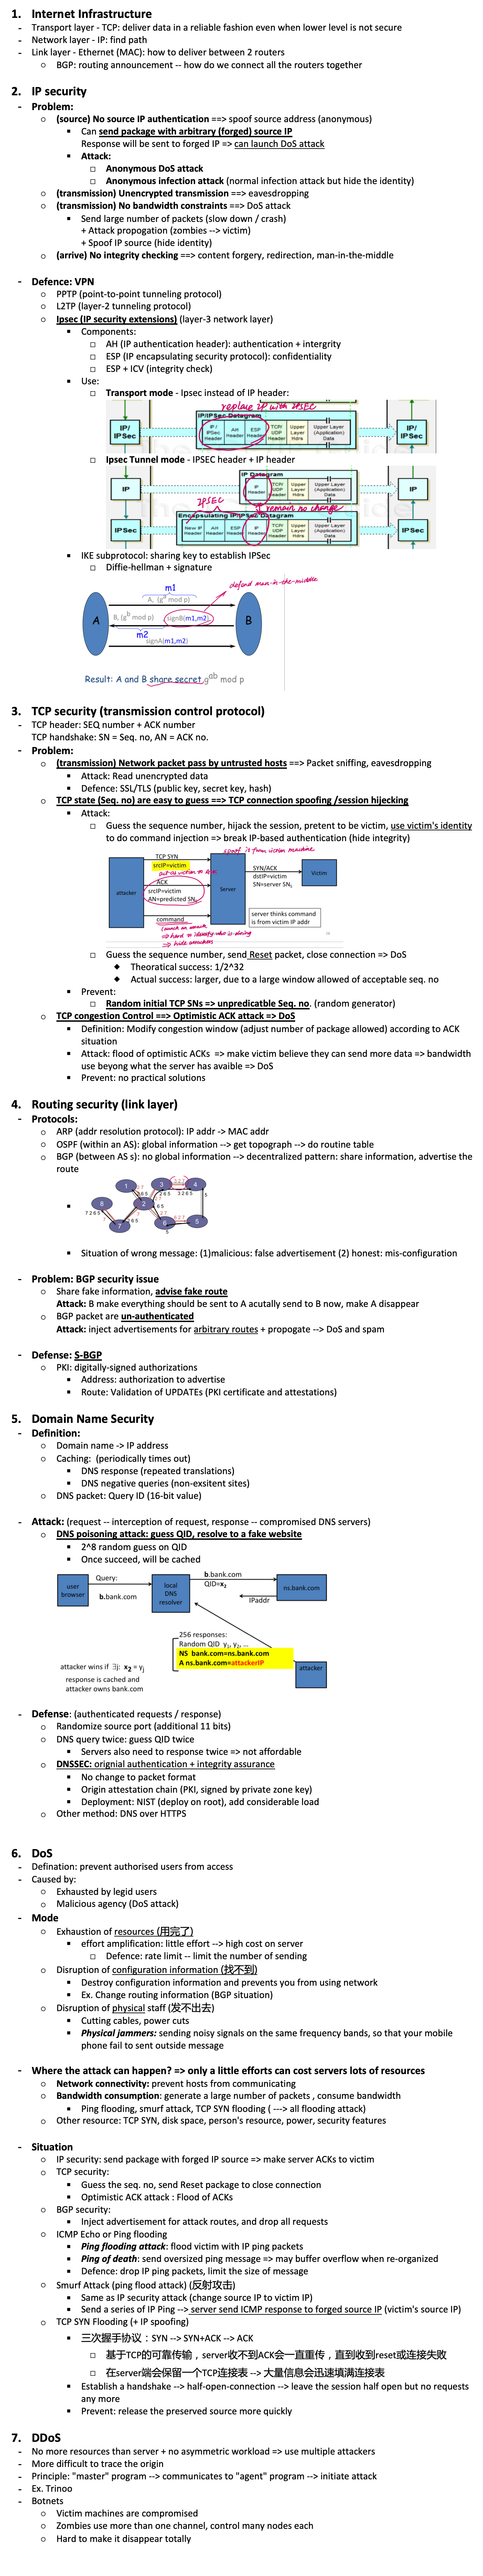 1. Internet Infrastructure
- Transport layer - TCP: deliver data in a reliable fashion even when lower level is not secure
- Network layer - IP: find path
- Link layer - Ethernet (MAC): how to deliver between 2 routers
o BGP: routing announcement -- how do we connect all the routers together
2. IP security
- Problem:
o (source) No source IP authentication ==> spoof source address (anonymous)
▪ Can send package with arbitrary (forged) source IP
Response will be sent to forged IP => can launch DoS attack
▪ Attack:
□ Anonymous DoS attack
□ Anonymous infection attack (normal infection attack but hide the identity)
o (transmission) Unencrypted transmission ==> eavesdropping
o (transmission) No bandwidth constraints ==> DoS attack
▪ Send large number of packets (slow down / crash)
+ Attack propogation (zombies --> victim)
+ Spoof IP source (hide identity)
o (arrive) No integrity checking ==> content forgery, redirection, man-in-the-middle
- Defence: VPN
o PPTP (point-to-point tunneling protocol)
o L2TP (layer-2 tunneling protocol)
o Ipsec (IP security extensions) (layer-3 network layer)
▪ Components:
□ AH (IP authentication header): authentication + intergrity
□ ESP (IP encapsulating security protocol): confidentiality
□ ESP + ICV (integrity check)
▪ Use:
□ Transport mode - Ipsec instead of IP header:
replace IP with IPSEC
IP/IPSec Datagram
IP/ IPSec
IP/ IPSec Header
AH Header
ESP Header
TCP/ UDP Header
Upper Layer Hdrs
Upper Layer (Application) Data
IP/ IPSec
□ Ipsec Tunnel mode - IPSEC header + IP header
IP Datagram
IP
IP Header
TCP/ UDP Header
Upper Layer Hdrs
Upper Layer (Application) Data
IP
IPSEC
remain no change
Encapsulating IP/IPSec Datagram
IPSec
New IP Header
AH Header
ESP Header
IP Header
TCP/ UDP Header
Upper Layer Hdrs
Upper Layer (Application) Data
IPSec
▪ IKE subprotocol: sharing key to establish IPSec
□ Diffie-hellman + signature
defend man-in-the-middle
m1
A, (g^a mod p)
A
B, (g^b mod p) signB(m1,m2)
B
m2
signA(m1,m2)
Result: A and B share secret g^ab mod p
3. TCP security (transmission control protocol)
- TCP header: SEQ number + ACK number
TCP handshake: SN = Seq. no, AN = ACK no.
- Problem:
o (transmission) Network packet pass by untrusted hosts ==> Packet sniffing, eavesdropping
▪ Attack: Read unencrypted data
▪ Defence: SSL/TLS (public key, secret key, hash)
o TCP state (Seq. no) are easy to guess ==> TCP connection spoofing /session hijecking
▪ Attack:
□ Guess the sequence number, hijack the session, pretent to be victim, use victim's identity
to do command injection => break IP-based authentication (hide integrity)
spoof it from victim machine
TCP SYN
srcIP=victim
SYN/ACK
dstIP=victim
SN=server SN₀
Victim
attacker
Server
ACK
srcIP=victim
AN=predicted SN₀
command
server thinks command
is from victim IP addr
=> hard to identify who is doing
=> hide attackers
□ Guess the sequence number, send Reset packet, close connection => DoS
◆ Theoratical success: 1/2^32
◆ Actual success: larger, due to a large window allowed of acceptable seq. no
▪ Prevent:
□ Random initial TCP SNs => unpredicatble Seq. no. (random generator)
o TCP congestion Control ==> Optimistic ACK attack => DoS
▪ Definition: Modify congestion window (adjust number of package allowed) according to ACK
situation
▪ Attack: flood of optimistic ACKs => make victim believe they can send more data => bandwidth
use beyong what the server has avaible => DoS
▪ Prevent: no practical solutions
4. Routing security (link layer)
- Protocols:
o ARP (addr resolution protocol): IP addr -> MAC addr
o OSPF (within an AS): global information --> get topograph --> do routine table
o BGP (between AS s): no global information --> decentralized pattern: share information, advertise the
route
1
3
4
8
2
7
6
5
7 2 6 5
2 6 5
3 2 6 5
▪ Situation of wrong message: (1)malicious: false advertisement (2) honest: mis-configuration
- Problem: BGP security issue
o Share fake information, advise fake route
Attack: B make everything should be sent to A acutally send to B now, make A disappear
o BGP packet are un-authenticated
Attack: inject advertisements for arbitrary routes + propogate --> DoS and spam
- Defense: S-BGP
o PKI: digitally-signed authorizations
▪ Address: authorization to advertise
▪ Route: Validation of UPDATEs (PKI certificate and attestations)
5. Domain Name Security
- Definition:
o Domain name -> IP address
o Caching: (periodically times out)
▪ DNS response (repeated translations)
▪ DNS negative queries (non-exsitent sites)
o DNS packet: Query ID (16-bit value)
- Attack: (request -- interception of request, response -- compromised DNS servers)
o DNS poisoning attack: guess QID, resolve to a fake website
▪ 2^8 random guess on QID
▪ Once succeed, will be cached
user browser
Query:
b.bank.com
local DNS resolver
b.bank.com
QID=x₂
ns.bank.com
IPaddr
256 responses:
Random QID y₁, y₂, ...
NS bank.com=ns.bank.com
A ns.bank.com=attackerIP
attacker
attacker wins if ∃j: x₂ = yⱼ
response is cached and
attacker owns bank.com
- Defense: (authenticated requests / response)
o Randomize source port (additional 11 bits)
o DNS query twice: guess QID twice
▪ Servers also need to response twice => not affordable
o DNSSEC: orignial authentication + integrity assurance
▪ No change to packet format
▪ Origin attestation chain (PKI, signed by private zone key)
▪ Deployment: NIST (deploy on root), add considerable load
o Other method: DNS over HTTPS
6. DoS
- Defination: prevent authorised users from access
- Caused by:
o Exhausted by legid users
o Malicious agency (DoS attack)
- Mode
o Exhaustion of resources (用完了)
▪ effort amplification: little effort --> high cost on server
□ Defence: rate limit -- limit the number of sending
o Disruption of configuration information (找不到)
▪ Destroy configuration information and prevents you from using network
▪ Ex. Change routing information (BGP situation)
o Disruption of physical staff (发不出去)
▪ Cutting cables, power cuts
▪ Physical jammers: sending noisy signals on the same frequency bands, so that your mobile
phone fail to sent outside message
- Where the attack can happen? => only a little efforts can cost servers lots of resources
o Network connectivity: prevent hosts from communicating
o Bandwidth consumption: generate a large number of packets , consume bandwidth
▪ Ping flooding, smurf attack, TCP SYN flooding ( ---> all flooding attack)
o Other resource: TCP SYN, disk space, person's resource, power, security features
- Situation
o IP security: send package with forged IP source => make server ACKs to victim
o TCP security:
▪ Guess the seq. no, send Reset package to close connection
▪ Optimistic ACK attack : Flood of ACKs
o BGP security:
▪ Inject advertisement for attack routes, and drop all requests
o ICMP Echo or Ping flooding
▪ Ping flooding attack: flood victim with IP ping packets
▪ Ping of death: send oversized ping message => may buffer overflow when re-organized
▪ Defence: drop IP ping packets, limit the size of message
o Smurf Attack (ping flood attack) (反射攻击)
▪ Same as IP security attack (change source IP to victim IP)
▪ Send a series of IP Ping --> server send ICMP response to forged source IP (victim's source IP)
o TCP SYN Flooding (+ IP spoofing)
▪ 三次握手协议：SYN --> SYN+ACK --> ACK
□ 基于TCP的可靠传输，server收不到ACK会一直重传，直到收到reset或连接失败
□ 在server端会保留一个TCP连接表 --> 大量信息会迅速填满连接表
▪ Establish a handshake --> half-open-connection --> leave the session half open but no requests
any more
▪ Prevent: release the preserved source more quickly
7. DDoS
- No more resources than server + no asymmetric workload => use multiple attackers
- More difficult to trace the origin
- Principle: "master" program --> communicates to "agent" program --> initiate attack
- Ex. Trinoo
- Botnets
o Victim machines are compromised
o Zombies use more than one channel, control many nodes each
o Hard to make it disappear totally